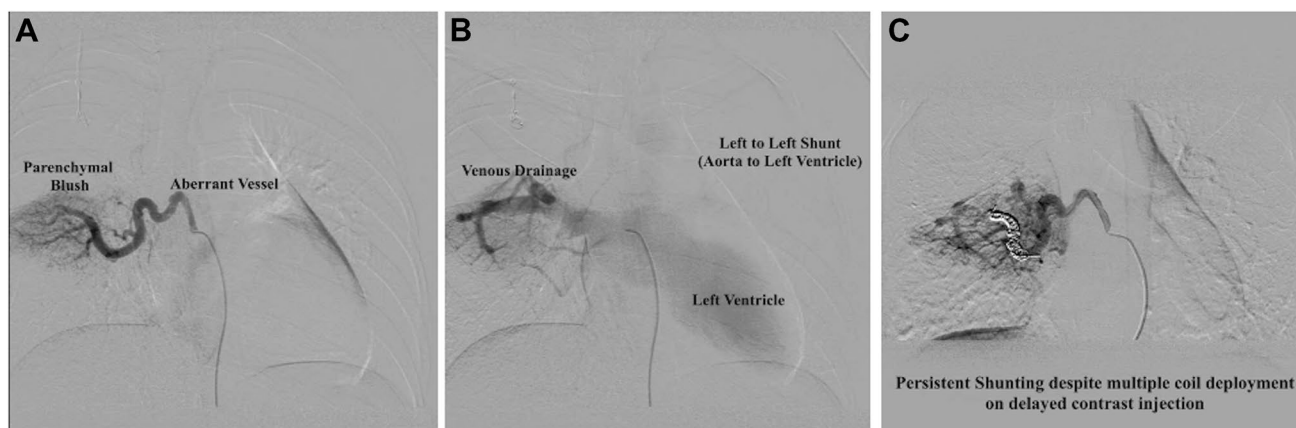 A
Parenchymal
Blush
Aberrant Vessel
B
Venous Drainage
Left to Left Shunt
(Aorta to Left Ventricle)
Left Ventricle
C
Persistent Shunting despite multiple coil deployment
on delayed contrast injection